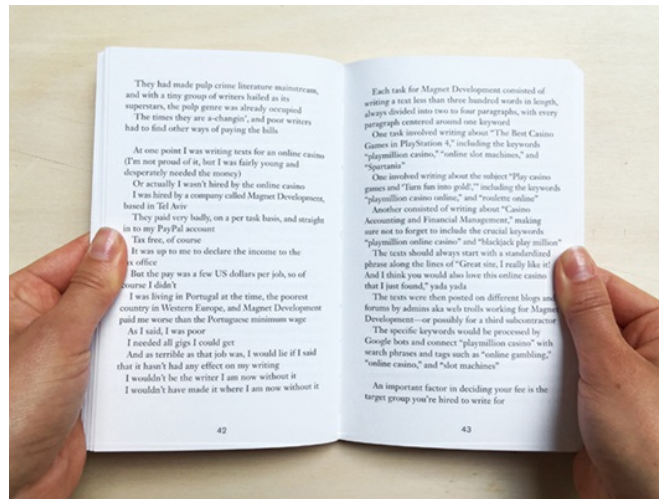 They had made pulp crime literature mainstream,
and with a tiny group of writers hailed as its
superstars, the pulp genre was already occupied
The times they are a-changin', and poor writers
had to find other ways of paying the bills
At one point I was writing texts for an online casino
(I'm not proud of it, but I was fairly young and
desperately needed the money)
Or actually I wasn't hired by the online casino
I was hired by a company called Magnet Development,
based in Tel Aviv
They paid very badly, on a per task basis, and straight
in to my PayPal account
Tax free, of course
It was up to me to declare the income to the
ax office
But the pay was a few US dollars per job, so of
course I didn't
I was living in Portugal at the time, the poorest
country in Western Europe, and Magnet Development
paid me worse than the Portuguese minimum wage
As I said, I was poor
I needed all gigs I could get
And as terrible as that job was, I would lie if I said
that it hasn't had any effect on my writing
I wouldn't be the writer I am now without it
I wouldn't have made it where I am now without it
42
Each task for Magnet Development consisted of
writing a text less than three hundred words in length,
always divided into two to four paragraphs, with every
paragraph centered around one keyword
One task involved writing about “The Best Casino
Games in PlayStation 4,” including the keywords
“playmillion casino,” “online slot machines,” and
“Spartania”
One involved writing about the subject “Play casino
games and ‘Turn fun into gold!,’” including the keywords
“playmillion casino online,” and “roulette online”
Another consisted of writing about “Casino
Accounting and Financial Management,” making
sure not to forget to include the crucial keywords
“playmillion online casino” and “blackjack play million”
The texts should always start with a standardized
phrase along the lines of “Great site, I really like it!
And I think you would also love this online casino
that I just found,” yada yada
The texts were then posted on different blogs and
forums by admins aka web trolls working for Magnet
Development—or possibly for a third subcontractor
The specific keywords would be processed by
Google bots and connect “playmillion casino” with
search phrases and tags such as “online gambling,”
“online casino,” and “slot machines”
An important factor in deciding your fee is the
target group you're hired to write for
43